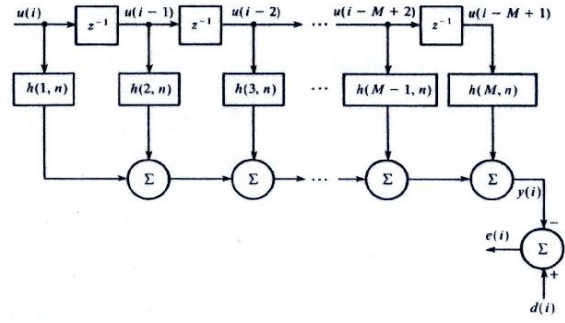 u(i) z⁻¹ u(i − 1) z⁻¹ u(i − 2) ... u(i − M + 2) z⁻¹ u(i − M + 1)
h(1, n) h(2, n) h(3, n) ... h(M − 1, n) h(M, n)
Σ Σ ... Σ Σ
y(i)
−
e(i) Σ
+
d(i)